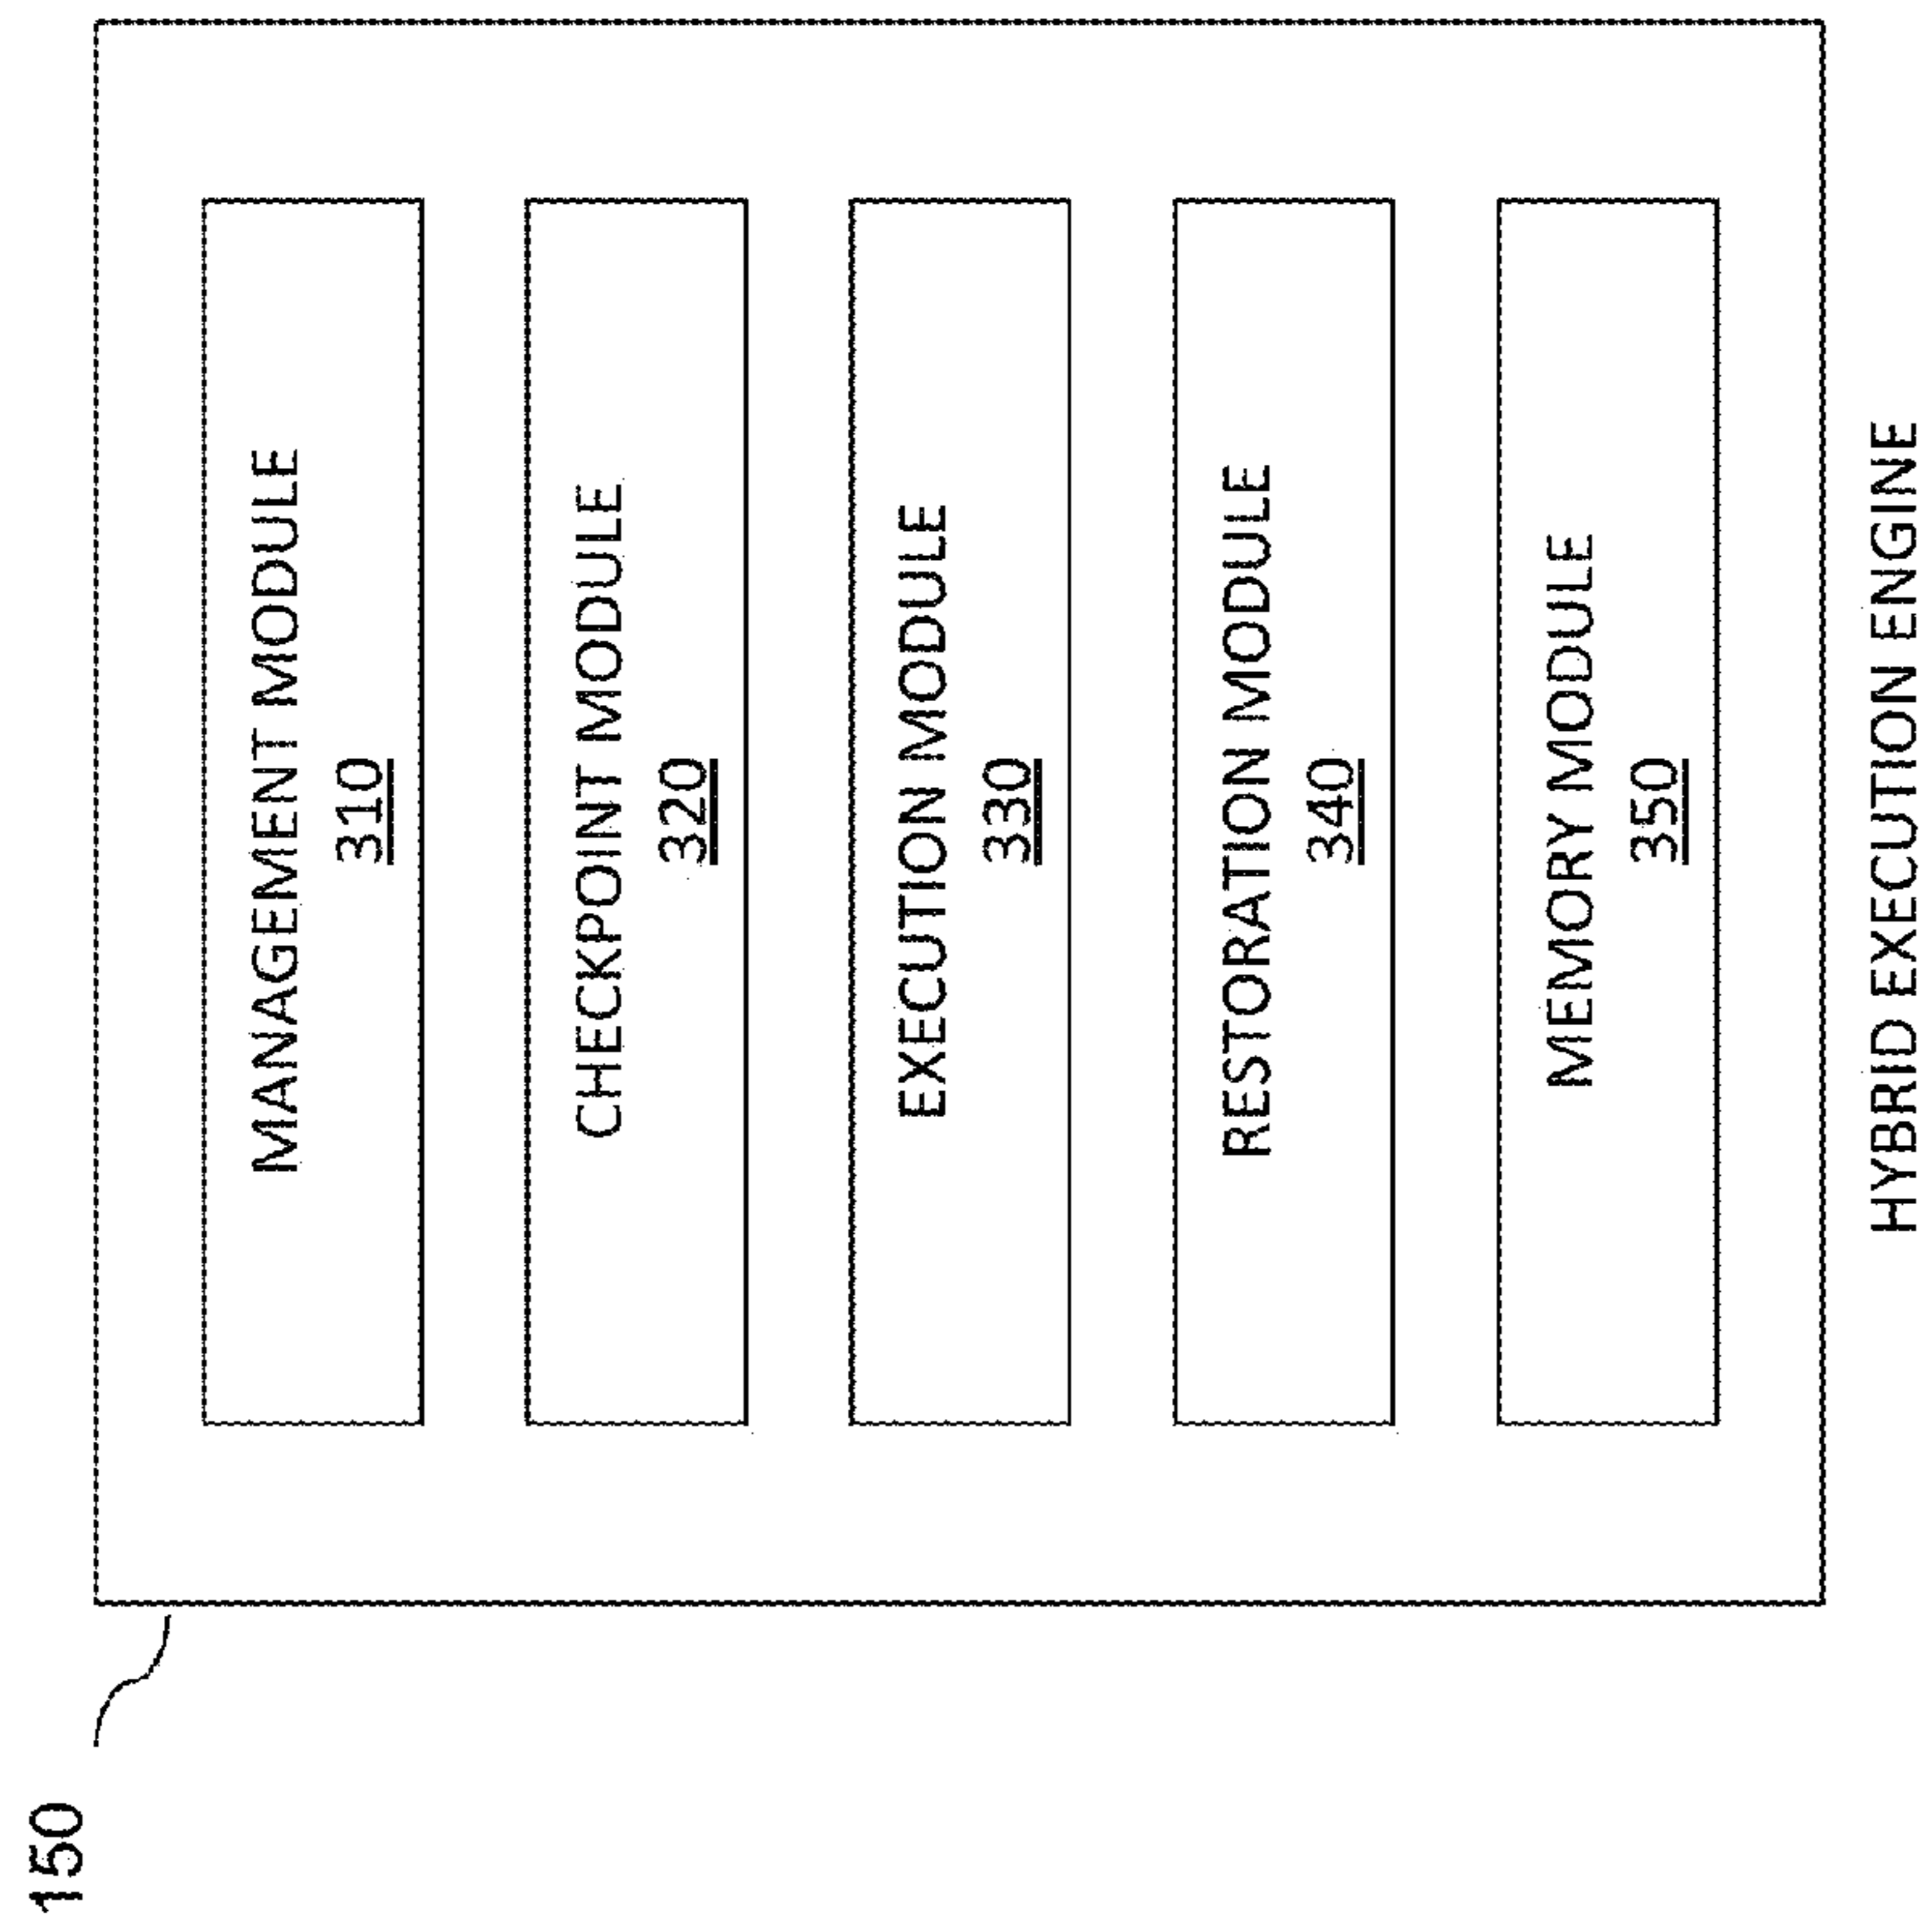 150
MANAGEMENT MODULE
310
CHECKPOINT MODULE
320
EXECUTION MODULE
330
RESTORATION MODULE
340
MEMORY MODULE
350
HYBRID EXECUTION ENGINE